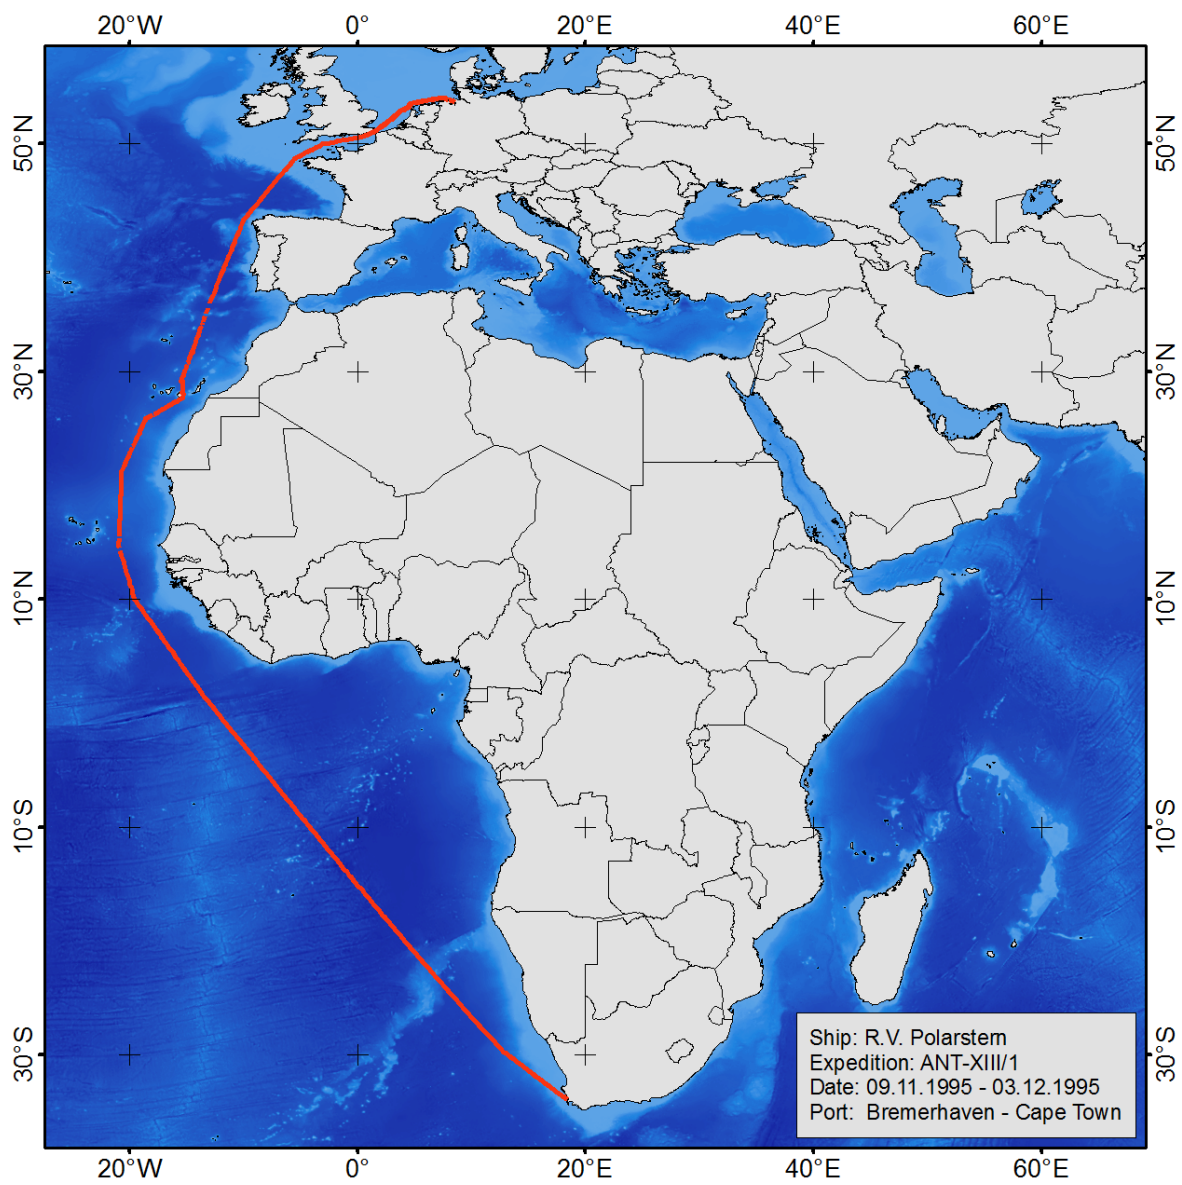 20°W 0° 20°E 40°E 60°E
50°N 50°N
30°N 30°N
10°N 10°N
10°S 10°S
30°S 30°S
Ship: R.V. Polarstern
Expedition: ANT-XIII/1
Date: 09.11.1995 - 03.12.1995
Port: Bremerhaven - Cape Town
20°W 0° 20°E 40°E 60°E